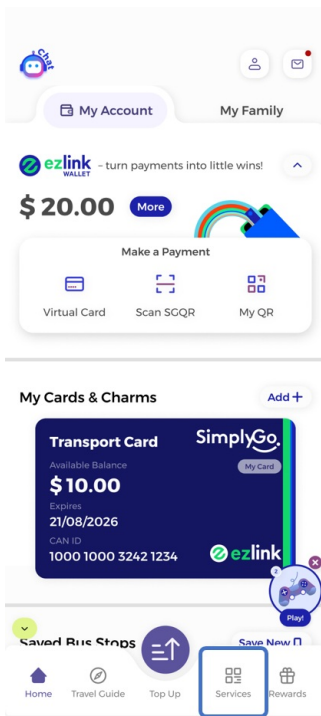 Chat
My Account
My Family
ezlink
WALLET
- turn payments into little wins!
$ 20.00
More
Make a Payment
Virtual Card
Scan SGQR
My QR
My Cards & Charms
Add +
Transport Card
SimplyGo.
Available Balance
My Card
$ 10.00
Expires
21/08/2026
CAN ID
1000 1000 3242 1234
ezlink
2
Play!
Saved Bus Stops
Save New
Home
Travel Guide
Top Up
Services
Rewards